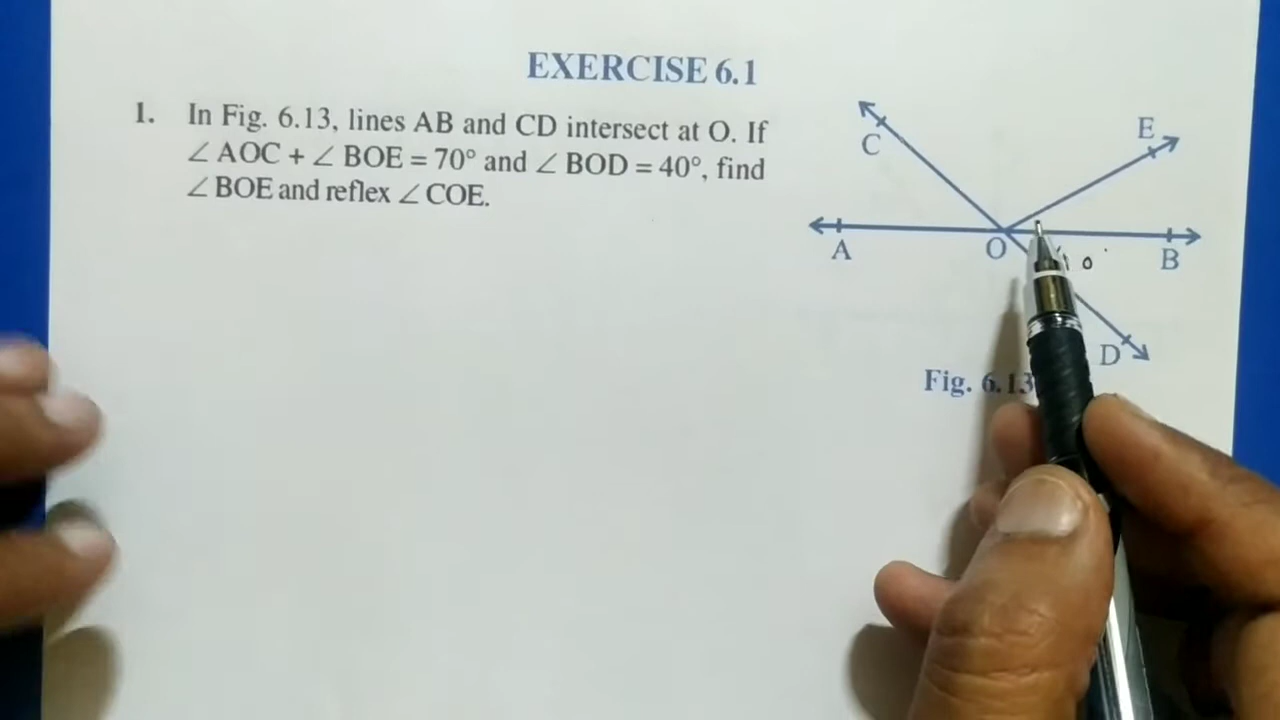 EXERCISE 6.1
1. In Fig. 6.13, lines AB and CD intersect at O. If
∠ AOC + ∠ BOE = 70° and ∠ BOD = 40°, find
∠ BOE and reflex ∠ COE.
C
E
A
O
B
D
Fig. 6.13